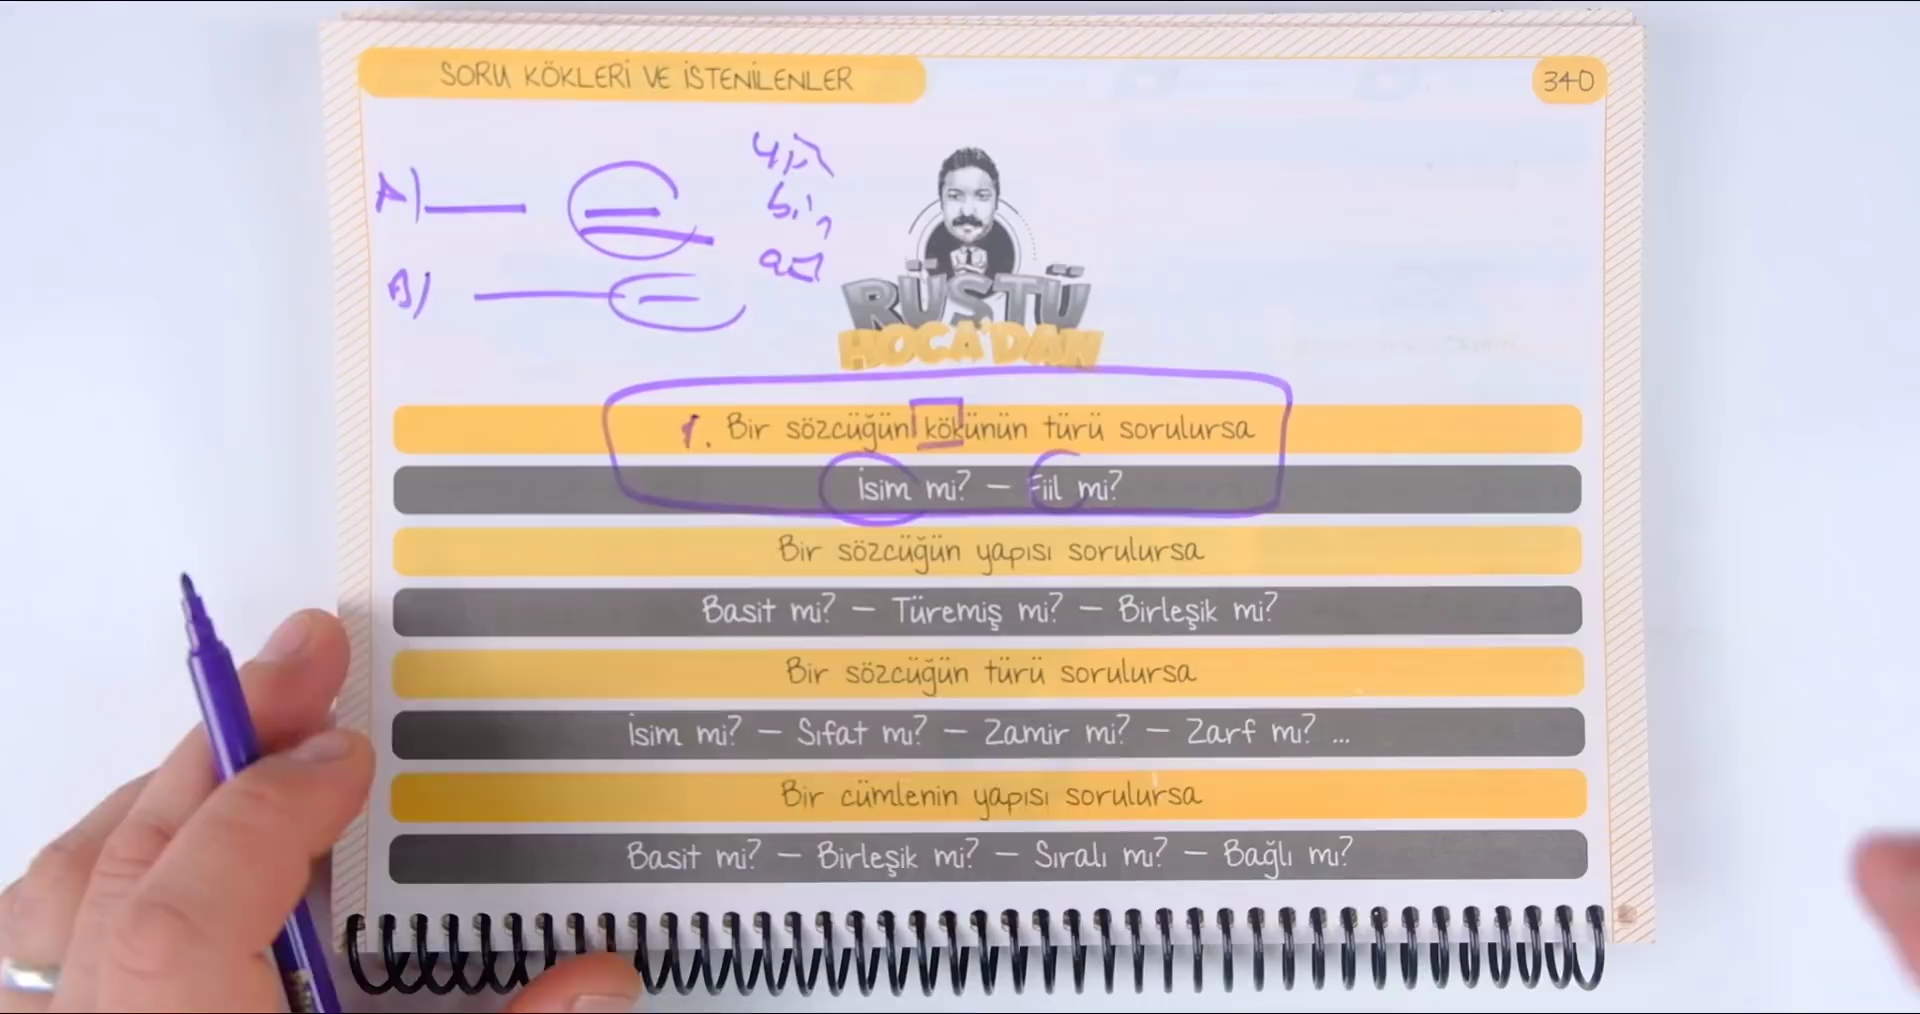 SORU KÖKLERİ VE İSTENİLENLER
340
A)
B)
RÜŞTÜ
HOCA'DAN
1. Bir sözcüğün kökünün türü sorulursa
İsim mi? – Fiil mi?
Bir sözcüğün yapısı sorulursa
Basit mi? – Türemiş mi? – Birleşik mi?
Bir sözcüğün türü sorulursa
İsim mi? – Sıfat mı? – Zamir mi? – Zarf mı? ...
Bir cümlenin yapısı sorulursa
Basit mi? – Birleşik mi? – Sıralı mı? – Bağlı mı?